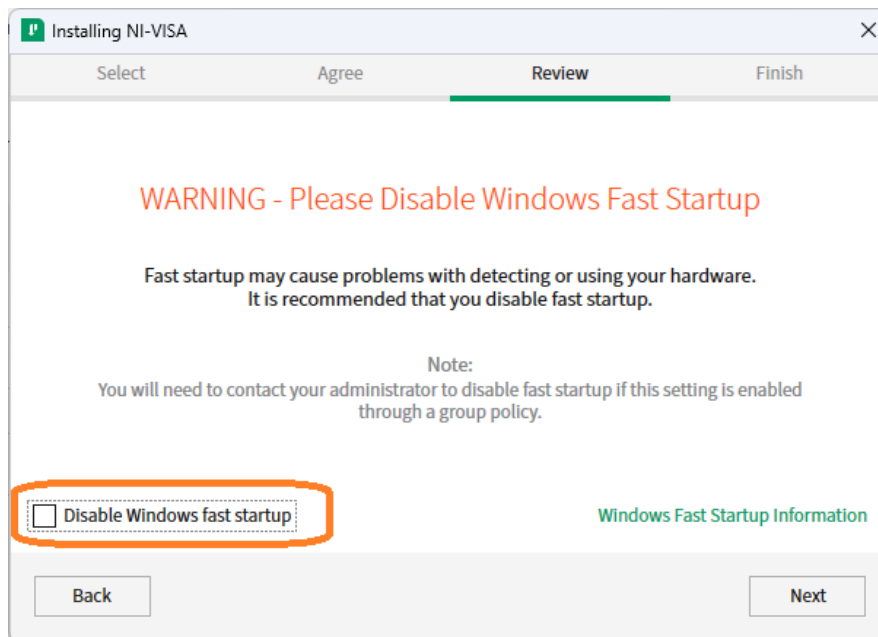 Installing NI-VISA
Select Agree Review Finish
WARNING - Please Disable Windows Fast Startup
Fast startup may cause problems with detecting or using your hardware.
It is recommended that you disable fast startup.
Note:
You will need to contact your administrator to disable fast startup if this setting is enabled
through a group policy.
Disable Windows fast startup Windows Fast Startup Information
Back Next